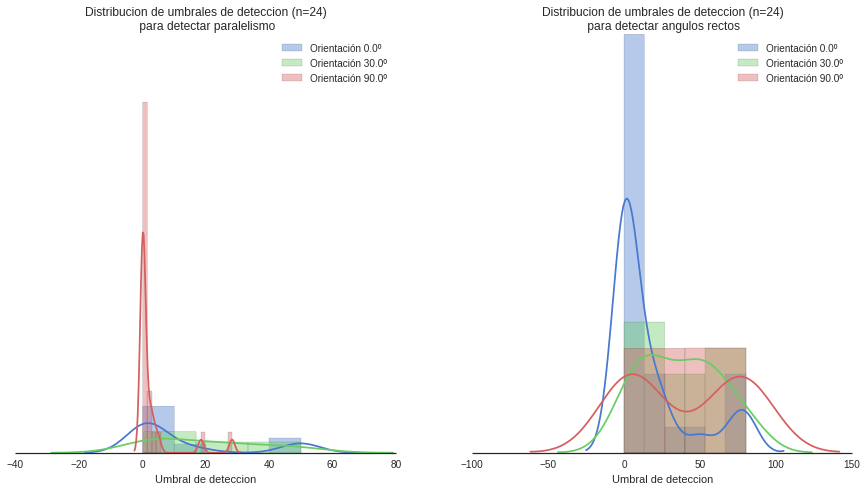 Distribucion de umbrales de deteccion (n=24)
para detectar paralelismo
Orientación 0.0º
Orientación 30.0º
Orientación 90.0º
−40 −20 0 20 40 60 80
Umbral de deteccion
Distribucion de umbrales de deteccion (n=24)
para detectar angulos rectos
Orientación 0.0º
Orientación 30.0º
Orientación 90.0º
−100 −50 0 50 100 150
Umbral de deteccion